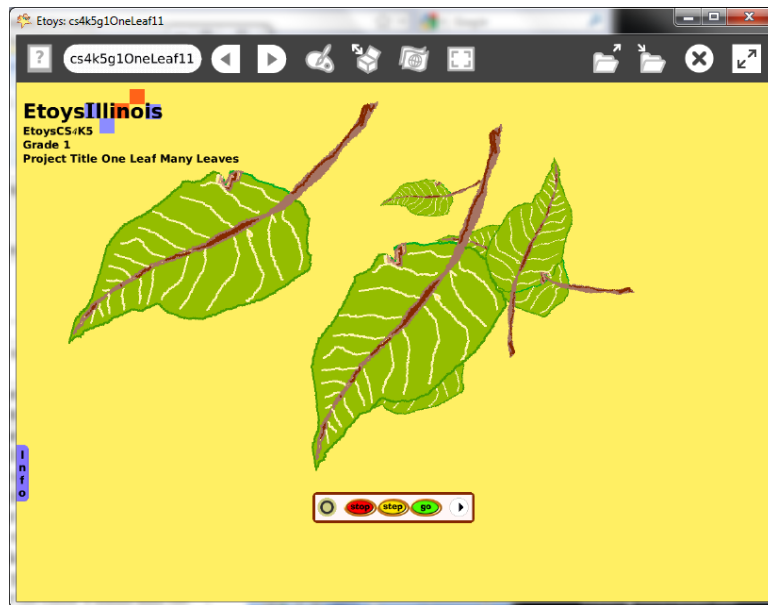 Etoys: cs4k5g1OneLeaf11
? cs4k5g1OneLeaf11
EtoysIllinois
EtoysCS4K5
Grade 1
Project Title One Leaf Many Leaves
Info
stop step go